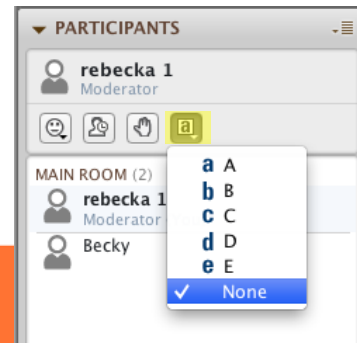 PARTICIPANTS
rebecka 1
Moderator
a
MAIN ROOM (2)
rebecka 1
Moderator
Becky
a A
b B
c C
d D
e E
✓ None